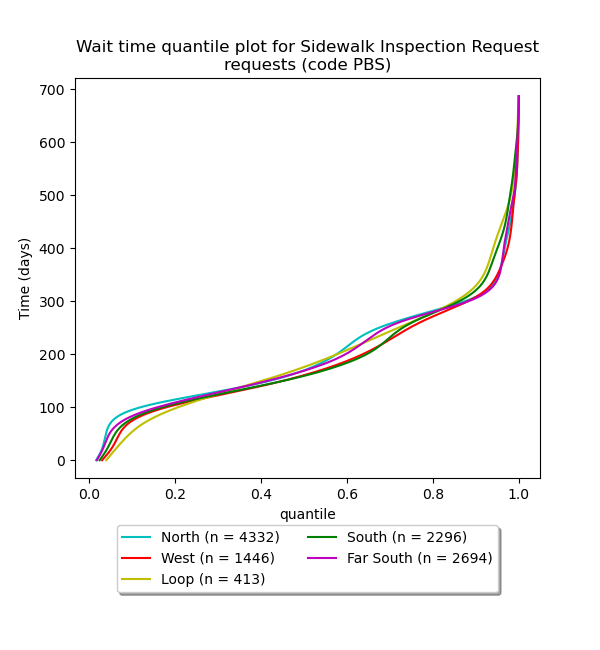 Wait time quantile plot for Sidewalk Inspection Request
requests (code PBS)
700
600
500
400
300
200
100
0
Time (days)
0.0 0.2 0.4 0.6 0.8 1.0
quantile
North (n = 4332) South (n = 2296)
West (n = 1446) Far South (n = 2694)
Loop (n = 413)